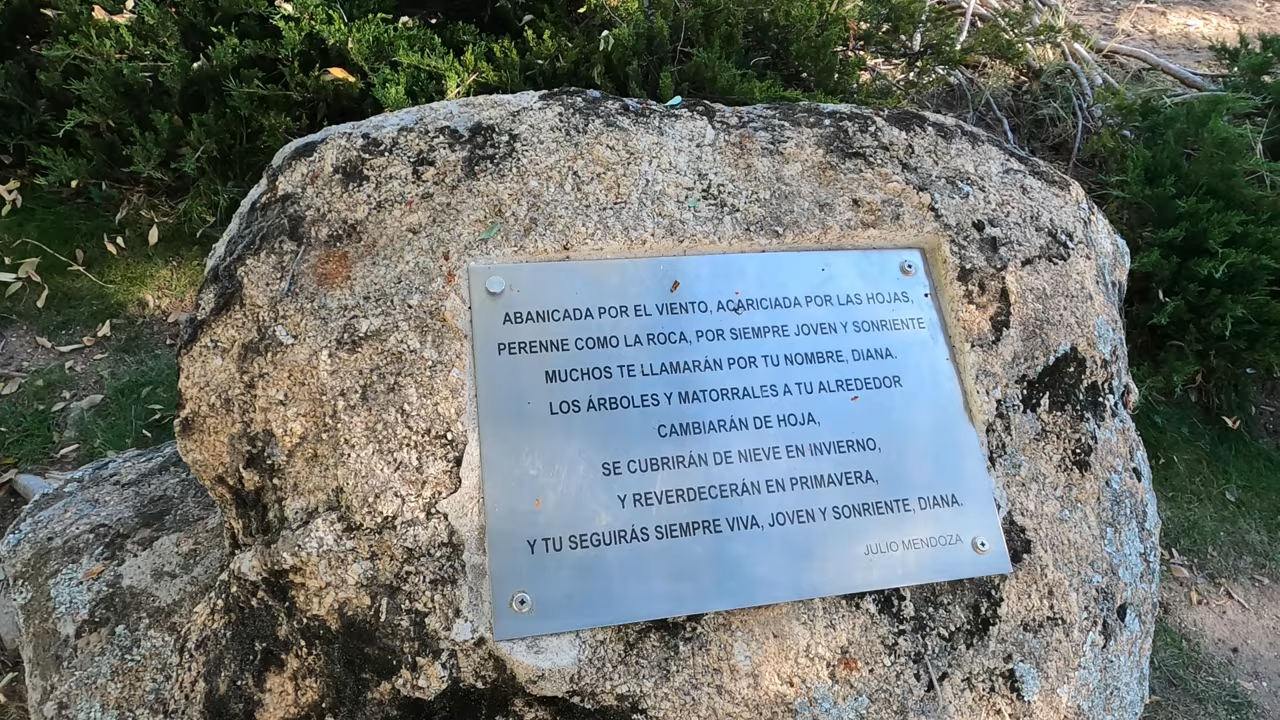 ABANICADA POR EL VIENTO, ACARICIADA POR LAS HOJAS,
PERENNE COMO LA ROCA, POR SIEMPRE JOVEN Y SONRIENTE
MUCHOS TE LLAMARÁN POR TU NOMBRE, DIANA.
LOS ÁRBOLES Y MATORRALES A TU ALREDEDOR
CAMBIARÁN DE HOJA,
SE CUBRIRÁN DE NIEVE EN INVIERNO,
Y REVERDECERÁN EN PRIMAVERA,
Y TU SEGUIRÁS SIEMPRE VIVA, JOVEN Y SONRIENTE, DIANA.
JULIO MENDOZA